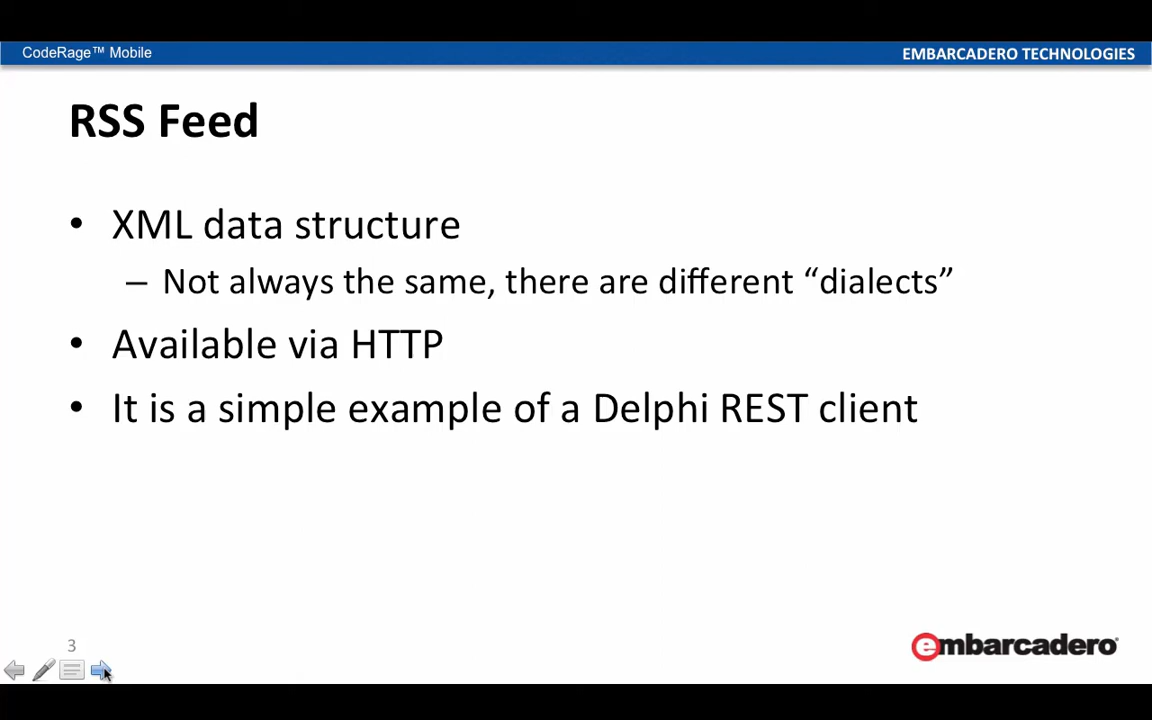 CodeRage™ Mobile
EMBARCADERO TECHNOLOGIES
RSS Feed
• XML data structure
– Not always the same, there are different “dialects”
• Available via HTTP
• It is a simple example of a Delphi REST client
3
embarcadero®